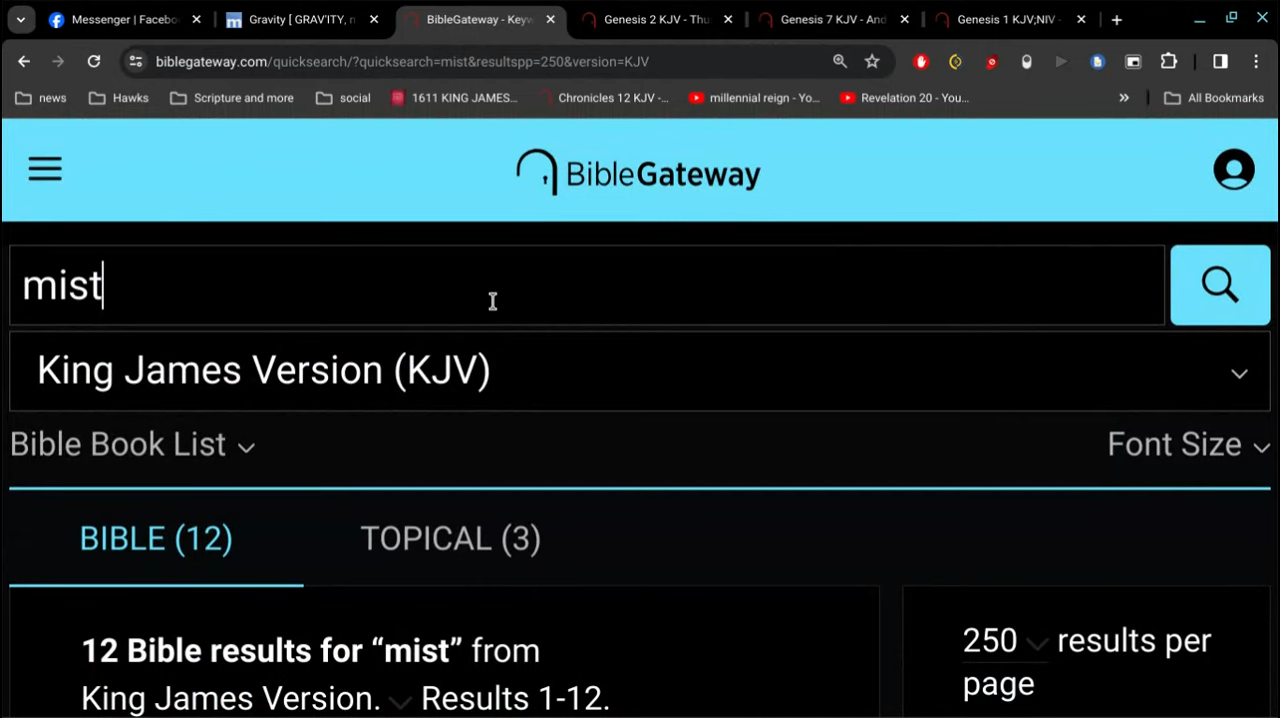 Messenger | Facebo
Gravity [ GRAVITY, n
BibleGateway - Keyw
Genesis 2 KJV - Thu
Genesis 7 KJV - And
Genesis 1 KJV;NIV -
biblegateway.com/quicksearch/?quicksearch=mist&resultspp=250&version=KJV
news
Hawks
Scripture and more
social
1611 KING JAMES...
Chronicles 12 KJV -...
millennial reign - Yo...
Revelation 20 - You...
»
All Bookmarks
BibleGateway
mist
King James Version (KJV)
Bible Book List
Font Size
BIBLE (12)
TOPICAL (3)
12 Bible results for “mist” from
King James Version. Results 1-12.
250 results per
page